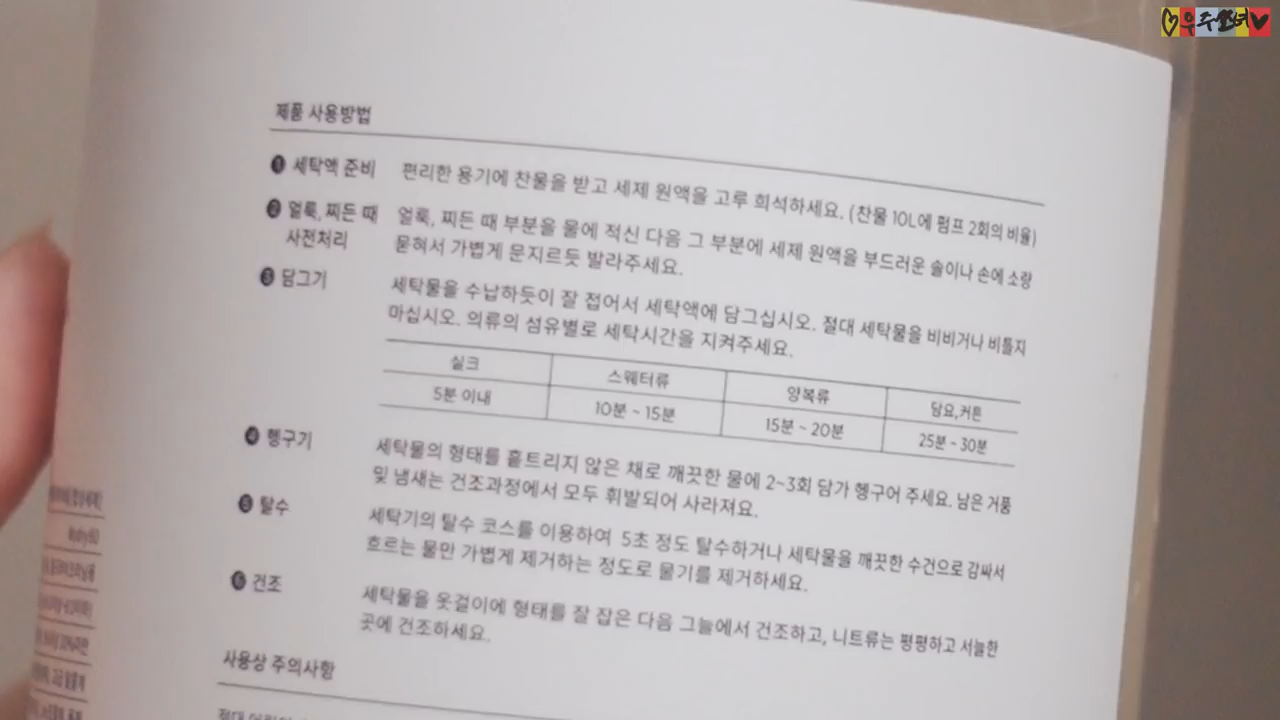 우주쏘녀
제품 사용방법
❶ 세탁액 준비 편리한 용기에 찬물을 받고 세제 원액을 고루 희석하세요. (찬물 10L에 펌프 2회의 비율)
❷ 얼룩, 찌든 때 얼룩, 찌든 때 부분을 물에 적신 다음 그 부분에 세제 원액을 부드러운 솔이나 손에 소량
사전처리 묻혀서 가볍게 문지르듯 발라주세요.
❸ 담그기 세탁물을 수납하듯이 잘 접어서 세탁액에 담그십시오. 절대 세탁물을 비비거나 비틀지
마십시오. 의류의 섬유별로 세탁시간을 지켜주세요.
실크 스웨터류 양복류 담요,커튼
5분 이내 10분 ~ 15분 15분 ~ 20분 25분 ~ 30분
❹ 헹구기 세탁물의 형태를 흩트리지 않은 채로 깨끗한 물에 2~3회 담가 헹구어 주세요. 남은 거품
및 냄새는 건조과정에서 모두 휘발되어 사라져요.
❺ 탈수 세탁기의 탈수 코스를 이용하여 5초 정도 탈수하거나 세탁물을 깨끗한 수건으로 감싸서
흐르는 물만 가볍게 제거하는 정도로 물기를 제거하세요.
❻ 건조 세탁물을 옷걸이에 형태를 잘 잡은 다음 그늘에서 건조하고, 니트류는 평평하고 서늘한
곳에 건조하세요.
사용상 주의사항